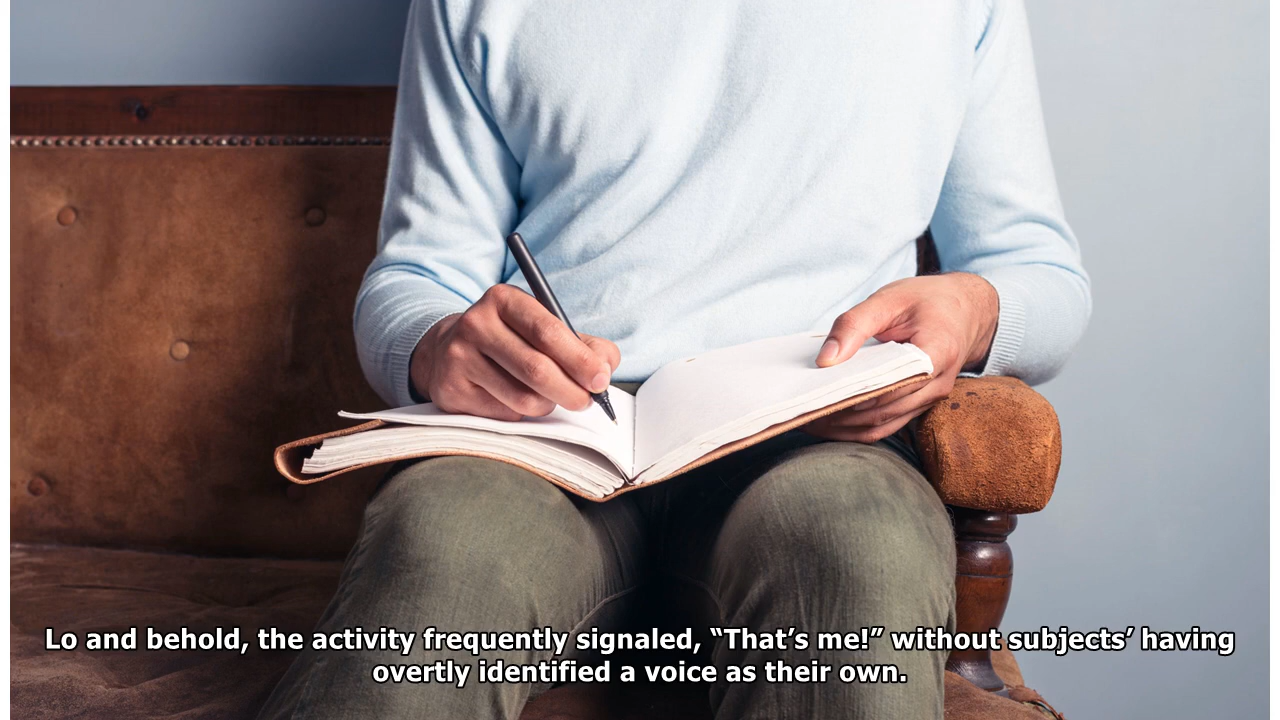 Lo and behold, the activity frequently signaled, “That’s me!” without subjects’ having
overtly identified a voice as their own.